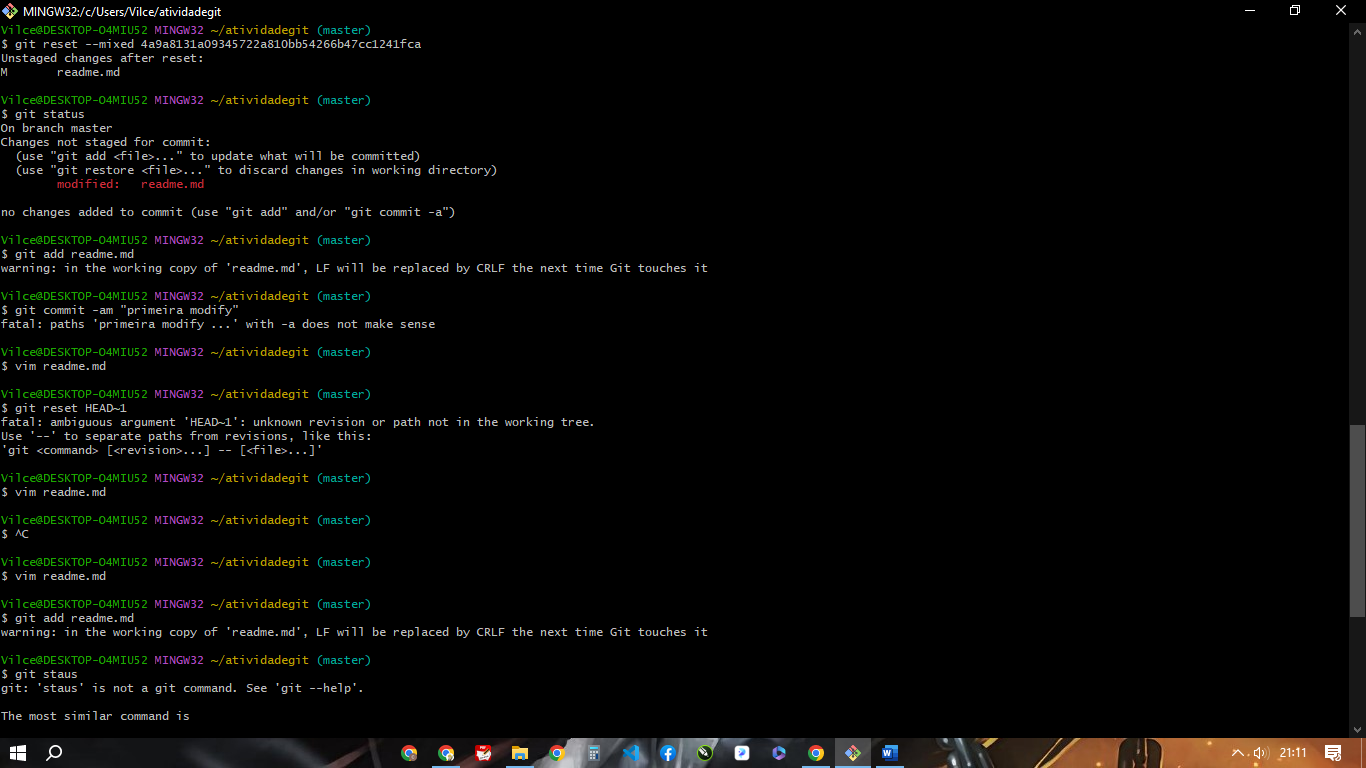 MINGW32:/c/Users/Vilce/atividadegit
Vilce@DESKTOP-O4MIU52 MINGW32 ~/atividadegit (master)
$ git reset --mixed 4a9a8131a09345722a810bb54266b47cc1241fca
Unstaged changes after reset:
M       readme.md
Vilce@DESKTOP-O4MIU52 MINGW32 ~/atividadegit (master)
$ git status
On branch master
Changes not staged for commit:
  (use "git add <file>..." to update what will be committed)
  (use "git restore <file>..." to discard changes in working directory)
        modified:   readme.md
no changes added to commit (use "git add" and/or "git commit -a")
Vilce@DESKTOP-O4MIU52 MINGW32 ~/atividadegit (master)
$ git add readme.md
warning: in the working copy of 'readme.md', LF will be replaced by CRLF the next time Git touches it
Vilce@DESKTOP-O4MIU52 MINGW32 ~/atividadegit (master)
$ git commit -am "primeira modify"
fatal: paths 'primeira modify ...' with -a does not make sense
Vilce@DESKTOP-O4MIU52 MINGW32 ~/atividadegit (master)
$ vim readme.md
Vilce@DESKTOP-O4MIU52 MINGW32 ~/atividadegit (master)
$ git reset HEAD~1
fatal: ambiguous argument 'HEAD~1': unknown revision or path not in the working tree.
Use '--' to separate paths from revisions, like this:
'git <command> [<revision>...] -- [<file>...]'
Vilce@DESKTOP-O4MIU52 MINGW32 ~/atividadegit (master)
$ vim readme.md
Vilce@DESKTOP-O4MIU52 MINGW32 ~/atividadegit (master)
$ ^C
Vilce@DESKTOP-O4MIU52 MINGW32 ~/atividadegit (master)
$ vim readme.md
Vilce@DESKTOP-O4MIU52 MINGW32 ~/atividadegit (master)
$ git add readme.md
warning: in the working copy of 'readme.md', LF will be replaced by CRLF the next time Git touches it
Vilce@DESKTOP-O4MIU52 MINGW32 ~/atividadegit (master)
$ git staus
git: 'staus' is not a git command. See 'git --help'.
The most similar command is
21:11